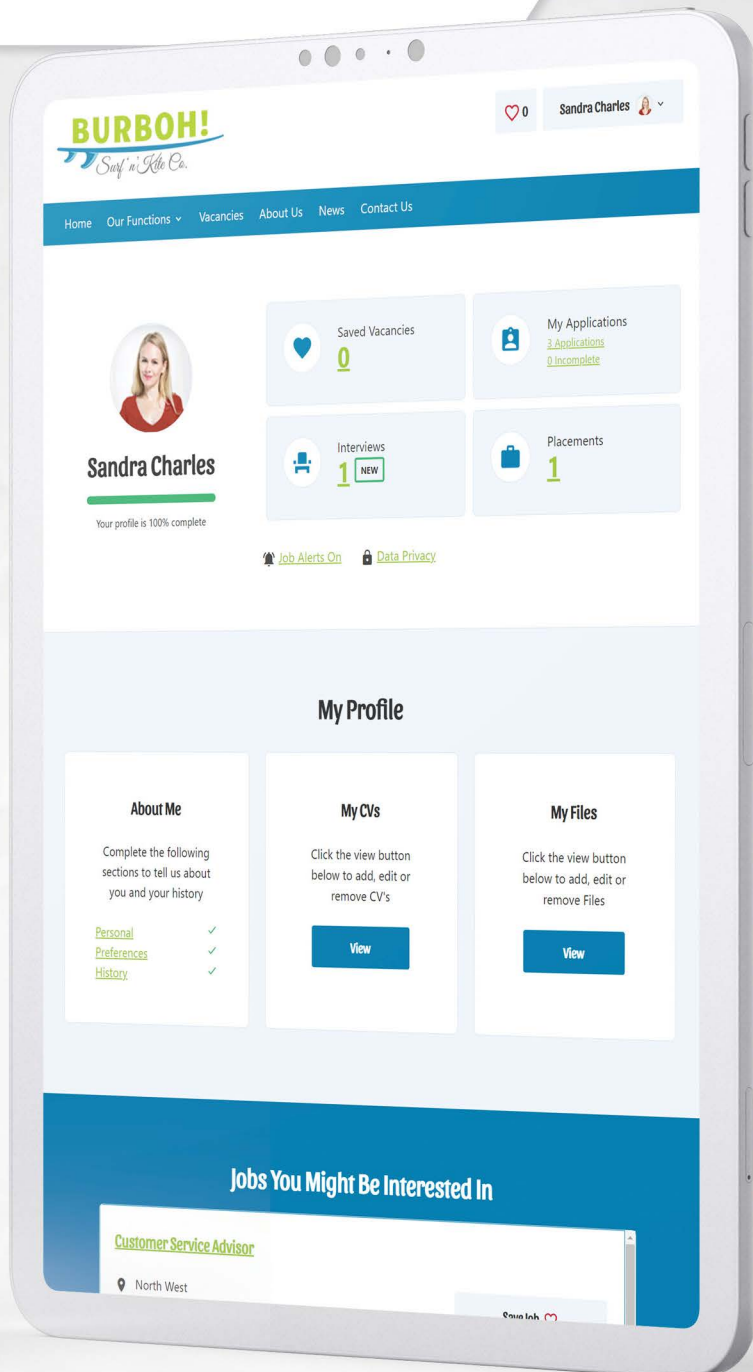 BURBOH!
Surf 'n' Kite Co.
0
Sandra Charles
Home Our Functions Vacancies About Us News Contact Us
Sandra Charles
Your profile is 100% complete
Saved Vacancies
0
My Applications
3 Applications
0 Incomplete
Interviews
1 NEW
Placements
1
Job Alerts On Data Privacy
My Profile
About Me
Complete the following
sections to tell us about
you and your history
Personal
Preferences
History
My CVs
Click the view button
below to add, edit or
remove CV's
View
My Files
Click the view button
below to add, edit or
remove Files
View
Jobs You Might Be Interested In
Customer Service Advisor
North West
Save Job